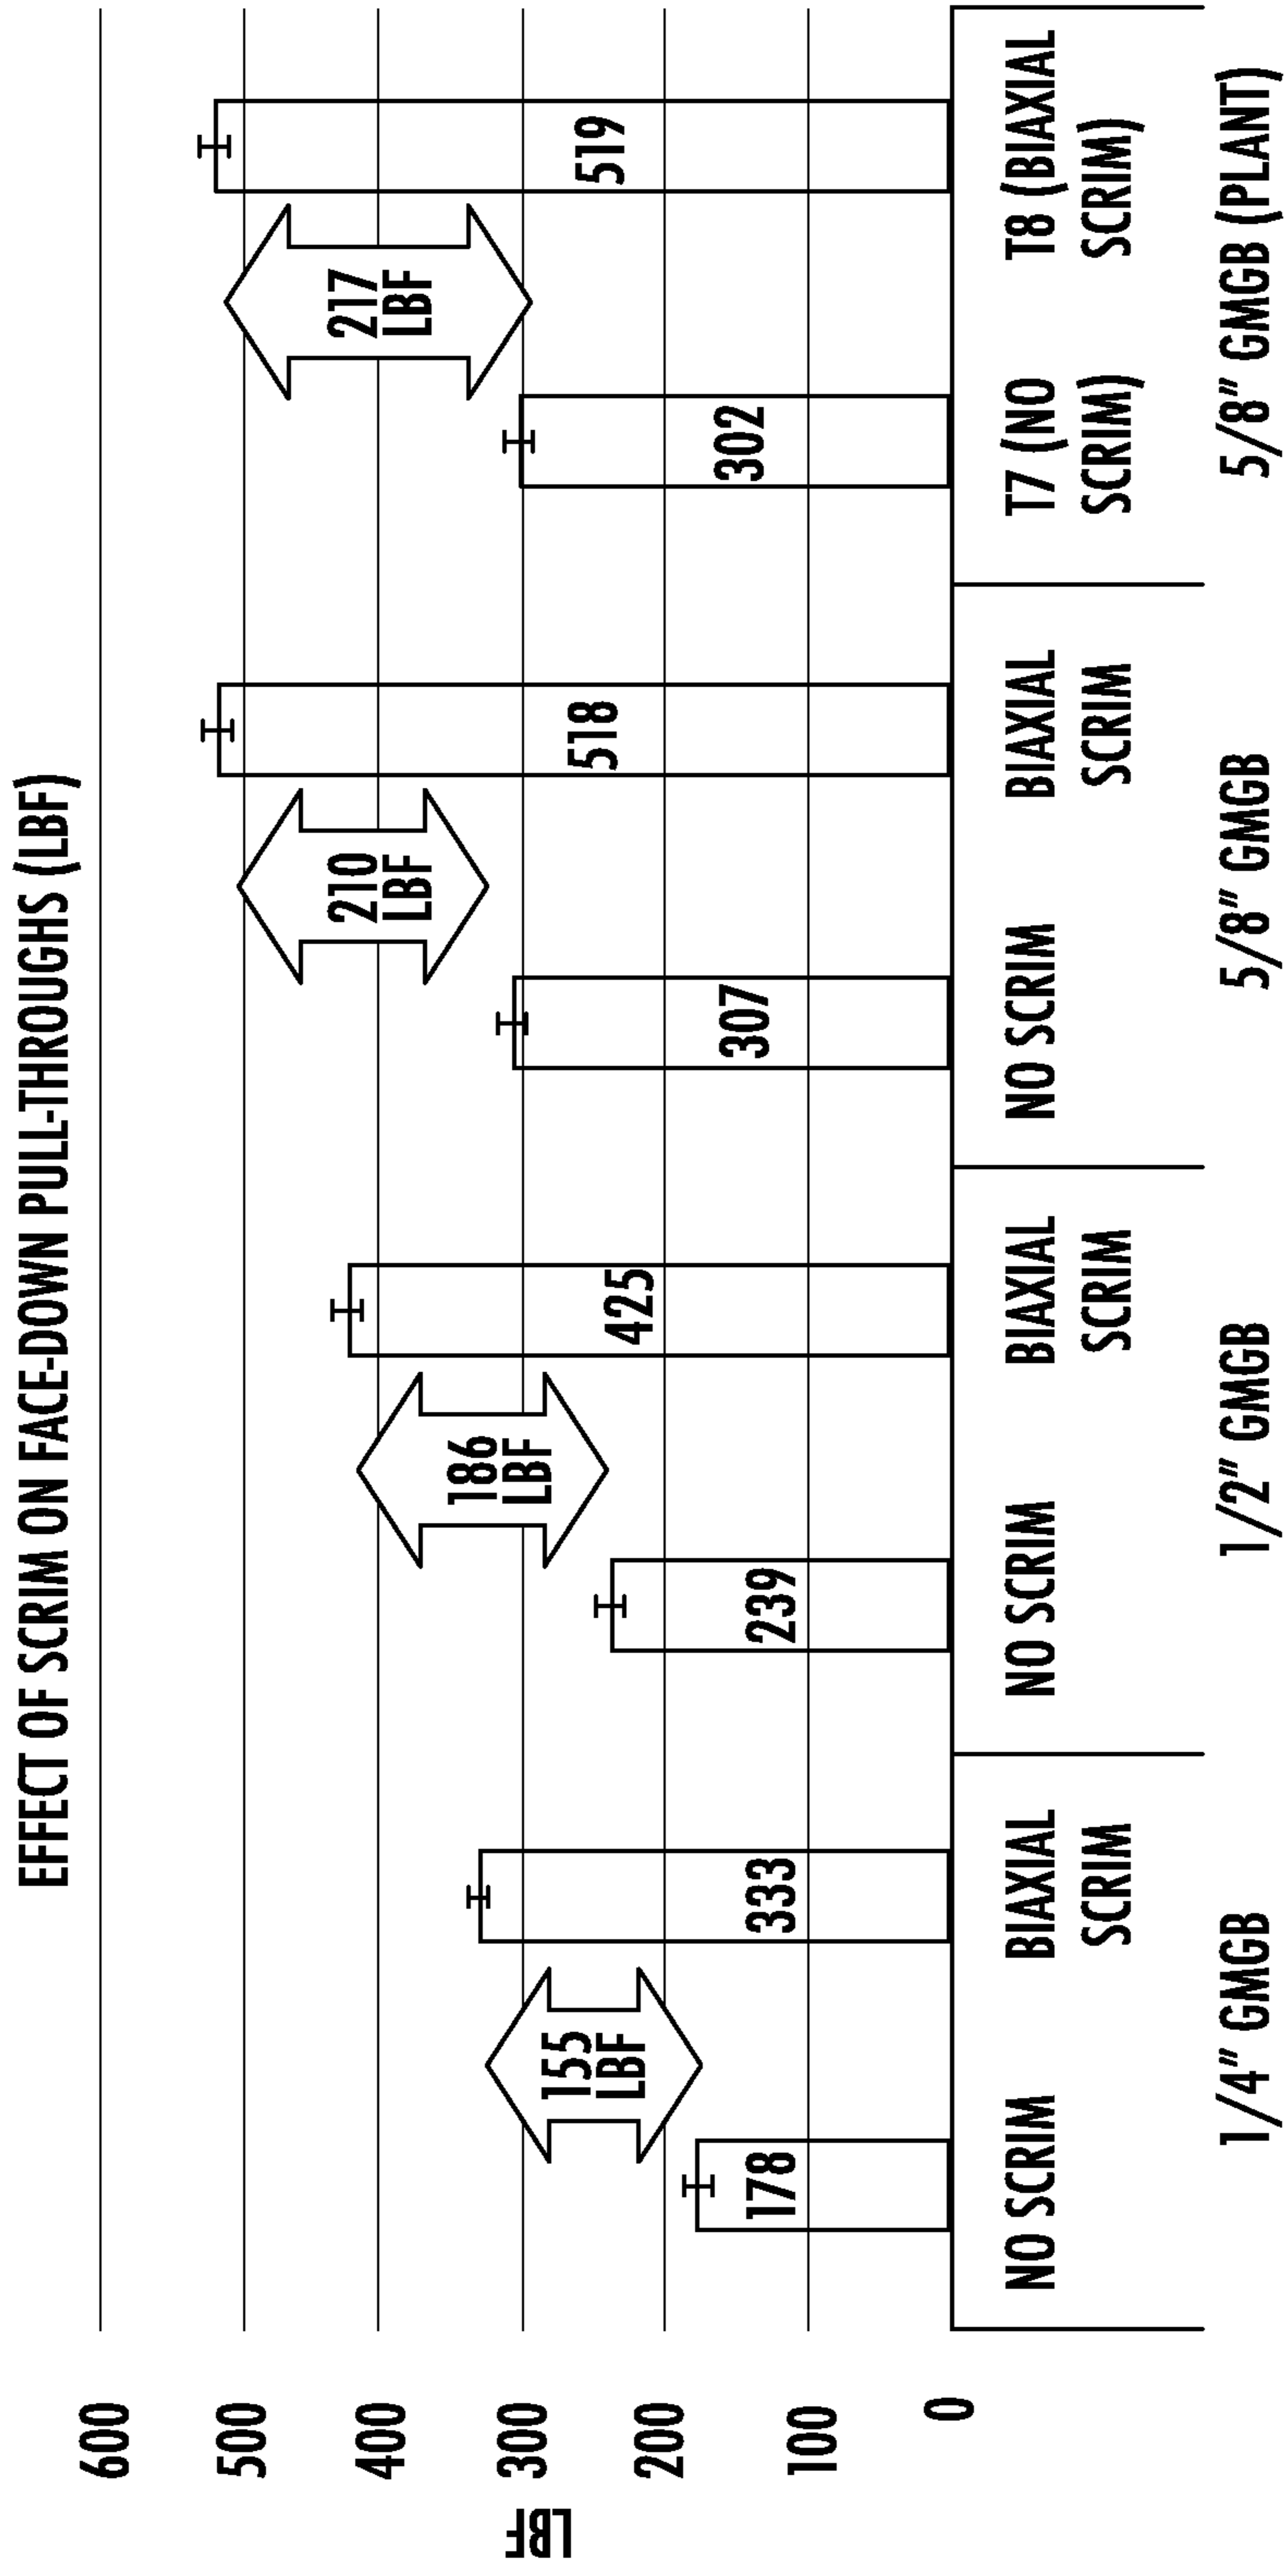 EFFECT OF SCRIM ON FACE-DOWN PULL-THROUGHS (LBF)
LBF
600
500
400
300
200
100
0
178
155
LBF
333
239
186
LBF
425
307
210
LBF
518
302
217
LBF
519
NO SCRIM
BIAXIAL
SCRIM
NO SCRIM
BIAXIAL
SCRIM
NO SCRIM
BIAXIAL
SCRIM
T7 (NO
SCRIM)
T8 (BIAXIAL
SCRIM)
1/4" GMGB
1/2" GMGB
5/8" GMGB
5/8" GMGB (PLANT)